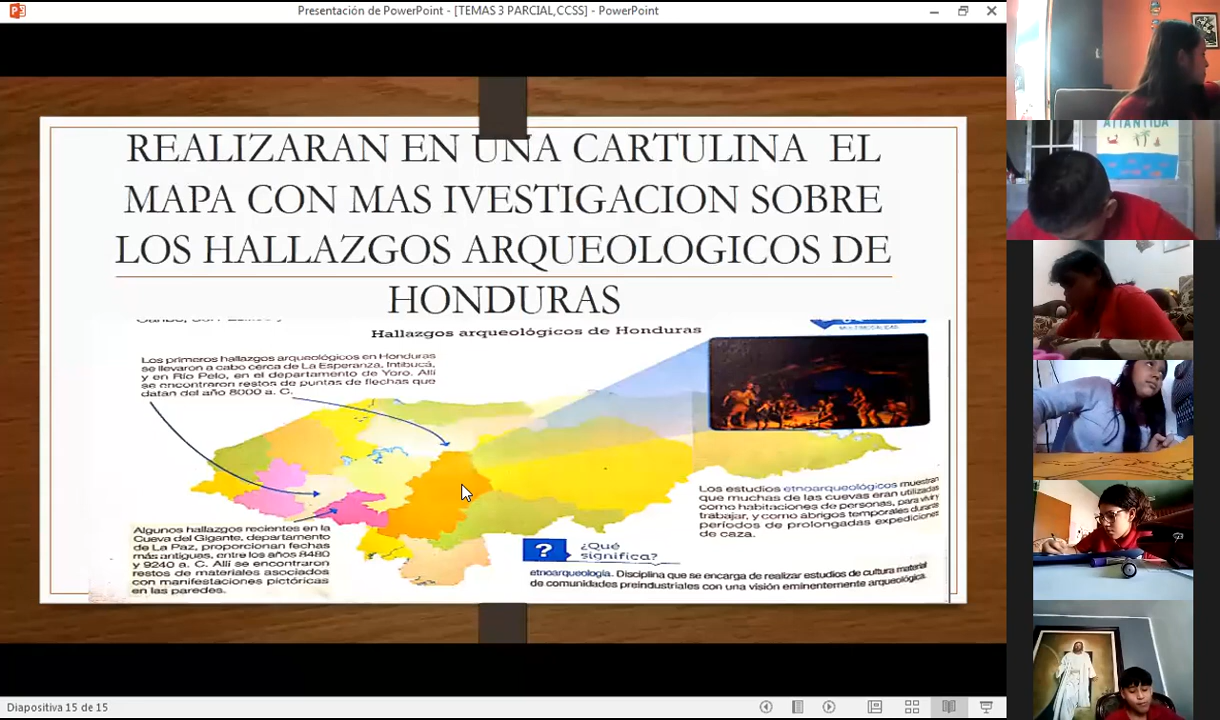 Presentación de PowerPoint - [TEMAS 3 PARCIAL,CCSS] - PowerPoint
REALIZARAN EN UNA CARTULINA EL
MAPA CON MAS IVESTIGACION SOBRE
LOS HALLAZGOS ARQUEOLOGICOS DE
HONDURAS
Hallazgos arqueológicos de Honduras
Los primeros hallazgos arqueológicos en Honduras
se llevaron a cabo cerca de La Esperanza, Intibucá,
y en Río Pelo, en el departamento de Yoro. Allí
se encontraron restos de puntas de flechas que
datan del año 8000 a. C.
Algunos hallazgos recientes en la
Cueva del Gigante, departamento
de La Paz, proporcionan fechas
más antiguas, entre los años 8480
y 9240 a. C. Allí se encontraron
restos de materiales asociados
con manifestaciones pictóricas
en las paredes.
Los estudios etnoarqueológicos muestran
que muchas de las cuevas eran utilizadas
como habitaciones de personas, para vivir y
trabajar, y como abrigos temporales durante
períodos de prolongadas expediciones
de caza.
?
¿Qué
significa?
etnoarqueología. Disciplina que se encarga de realizar estudios de cultura material
de comunidades preindustriales con una visión eminentemente arqueológica.
Diapositiva 15 de 15
ATLANTIDA